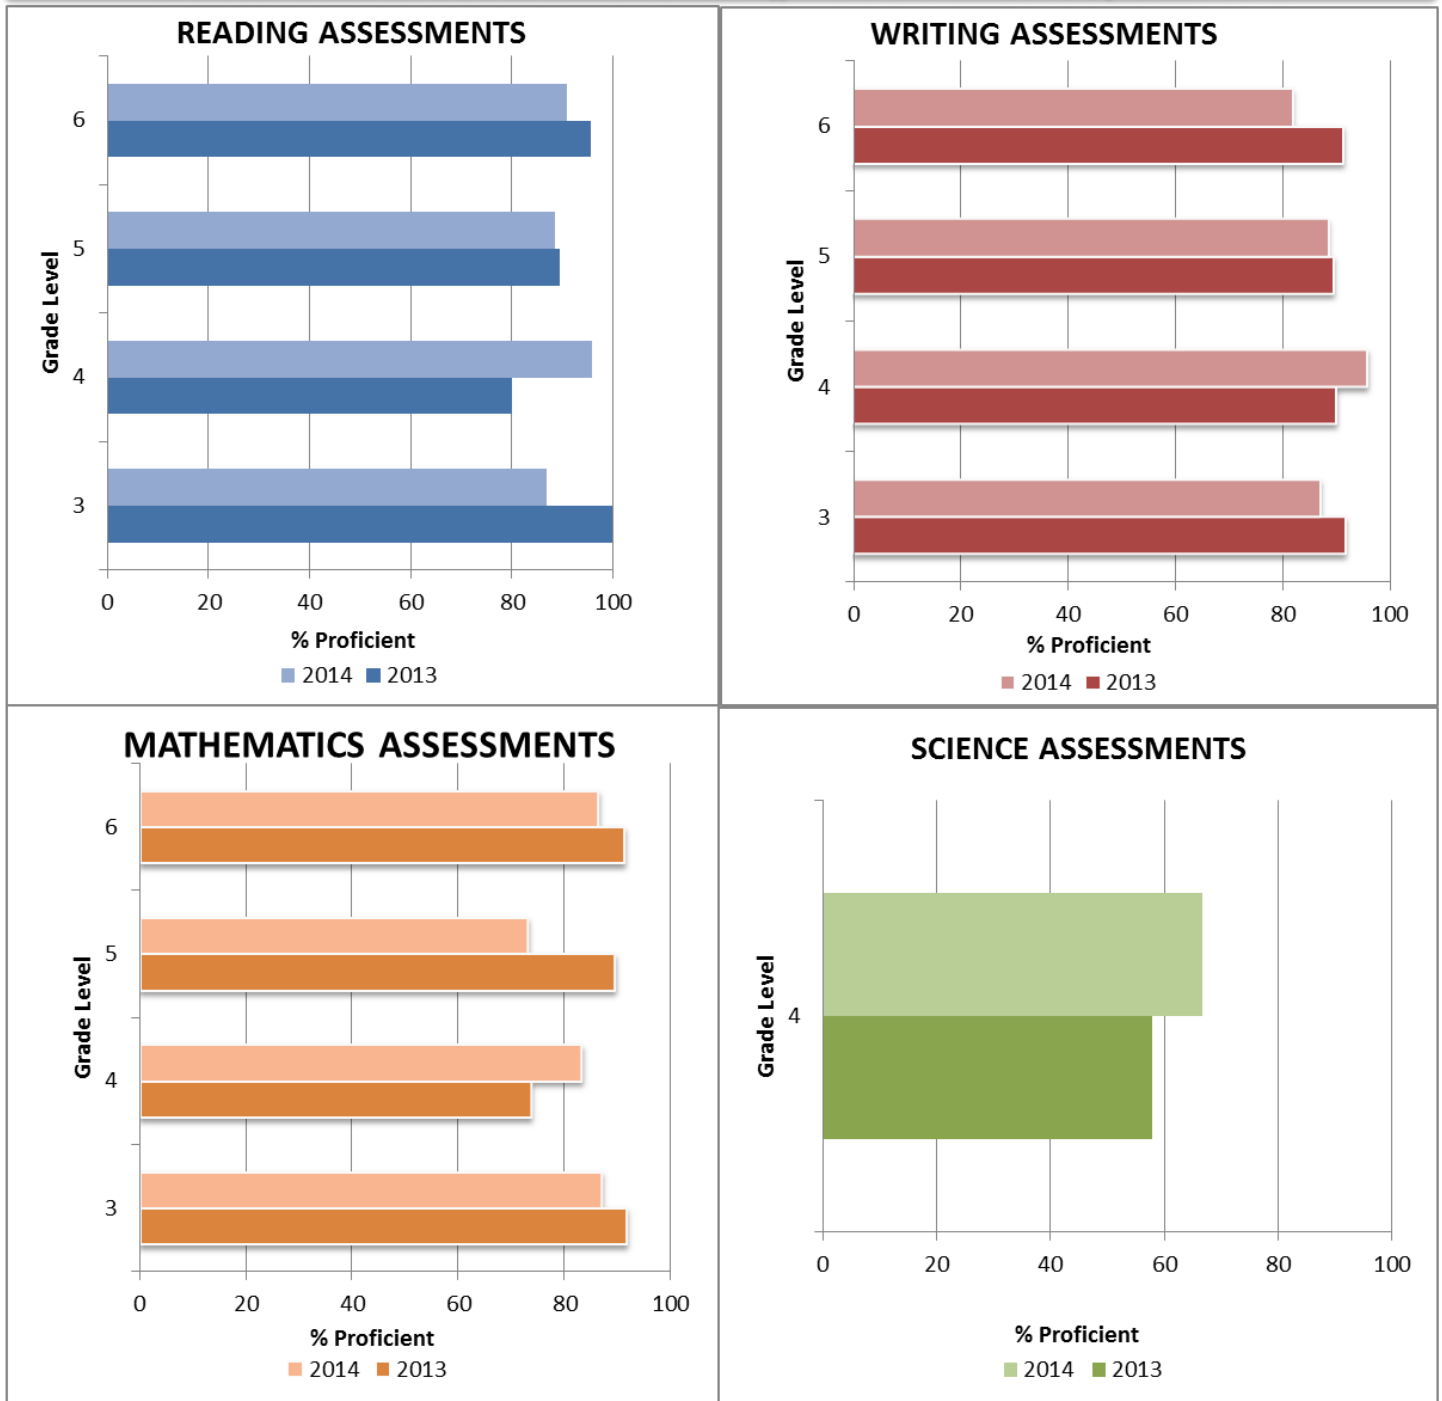 READING ASSESSMENTS
Grade Level
6
5
4
3
0 20 40 60 80 100
% Proficient
2014 2013
WRITING ASSESSMENTS
Grade Level
6
5
4
3
0 20 40 60 80 100
% Proficient
2014 2013
MATHEMATICS ASSESSMENTS
Grade Level
6
5
4
3
0 20 40 60 80 100
% Proficient
2014 2013
SCIENCE ASSESSMENTS
Grade Level
4
0 20 40 60 80 100
% Proficient
2014 2013